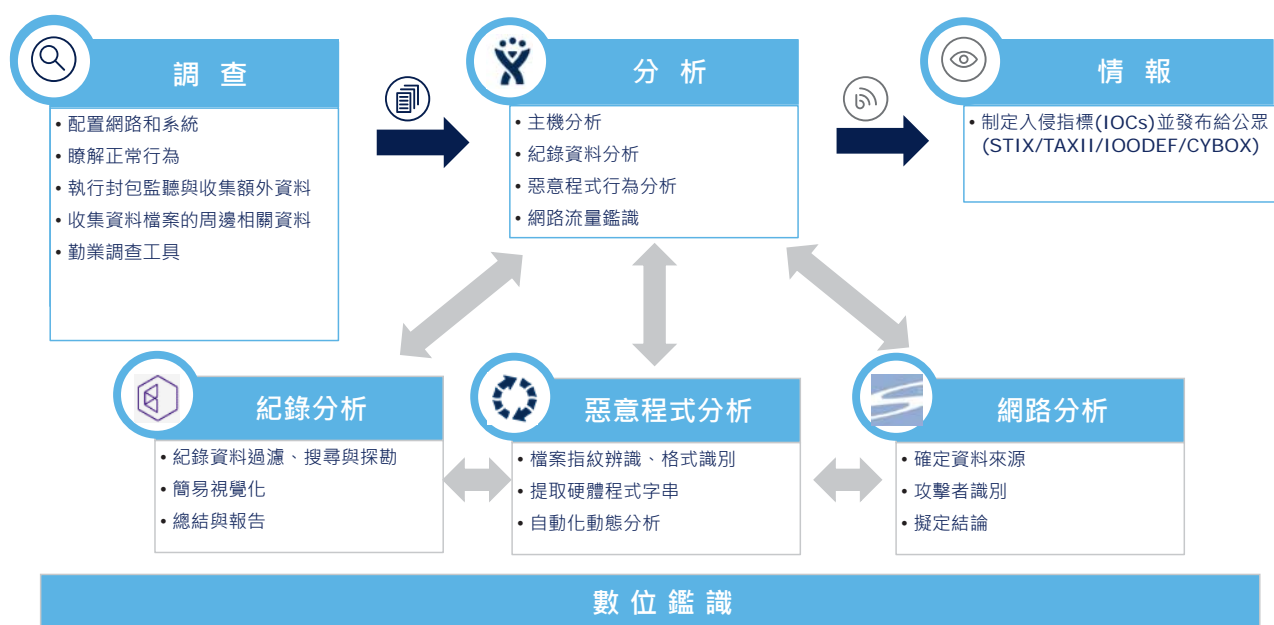 調 查
• 配置網路和系統
• 瞭解正常行為
• 執行封包監聽與收集額外資料
• 收集資料檔案的周邊相關資料
• 勤業調查工具
分 析
• 主機分析
• 紀錄資料分析
• 惡意程式行為分析
• 網路流量鑑識
情 報
• 制定入侵指標(IOCs)並發布給公眾
(STIX/TAXII/IOODEF/CYBOX)
紀錄分析
• 紀錄資料過濾、搜尋與探勘
• 簡易視覺化
• 總結與報告
惡意程式分析
• 檔案指紋辨識、格式識別
• 提取硬體程式字串
• 自動化動態分析
網路分析
• 確定資料來源
• 攻擊者識別
• 擬定結論
數位鑑識